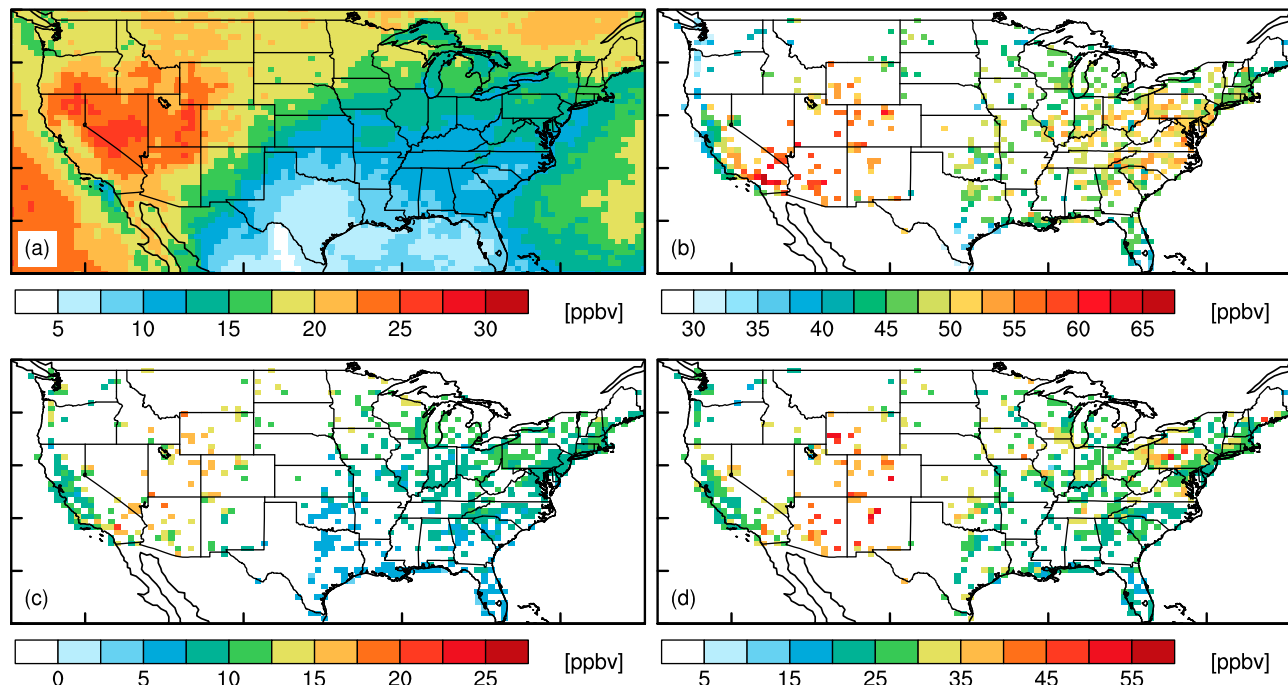 (a)
(b)
5 10 15 20 25 30 [ppbv]
30 35 40 45 50 55 60 65 [ppbv]
(c)
(d)
0 5 10 15 20 25 [ppbv]
5 15 25 35 45 55 [ppbv]